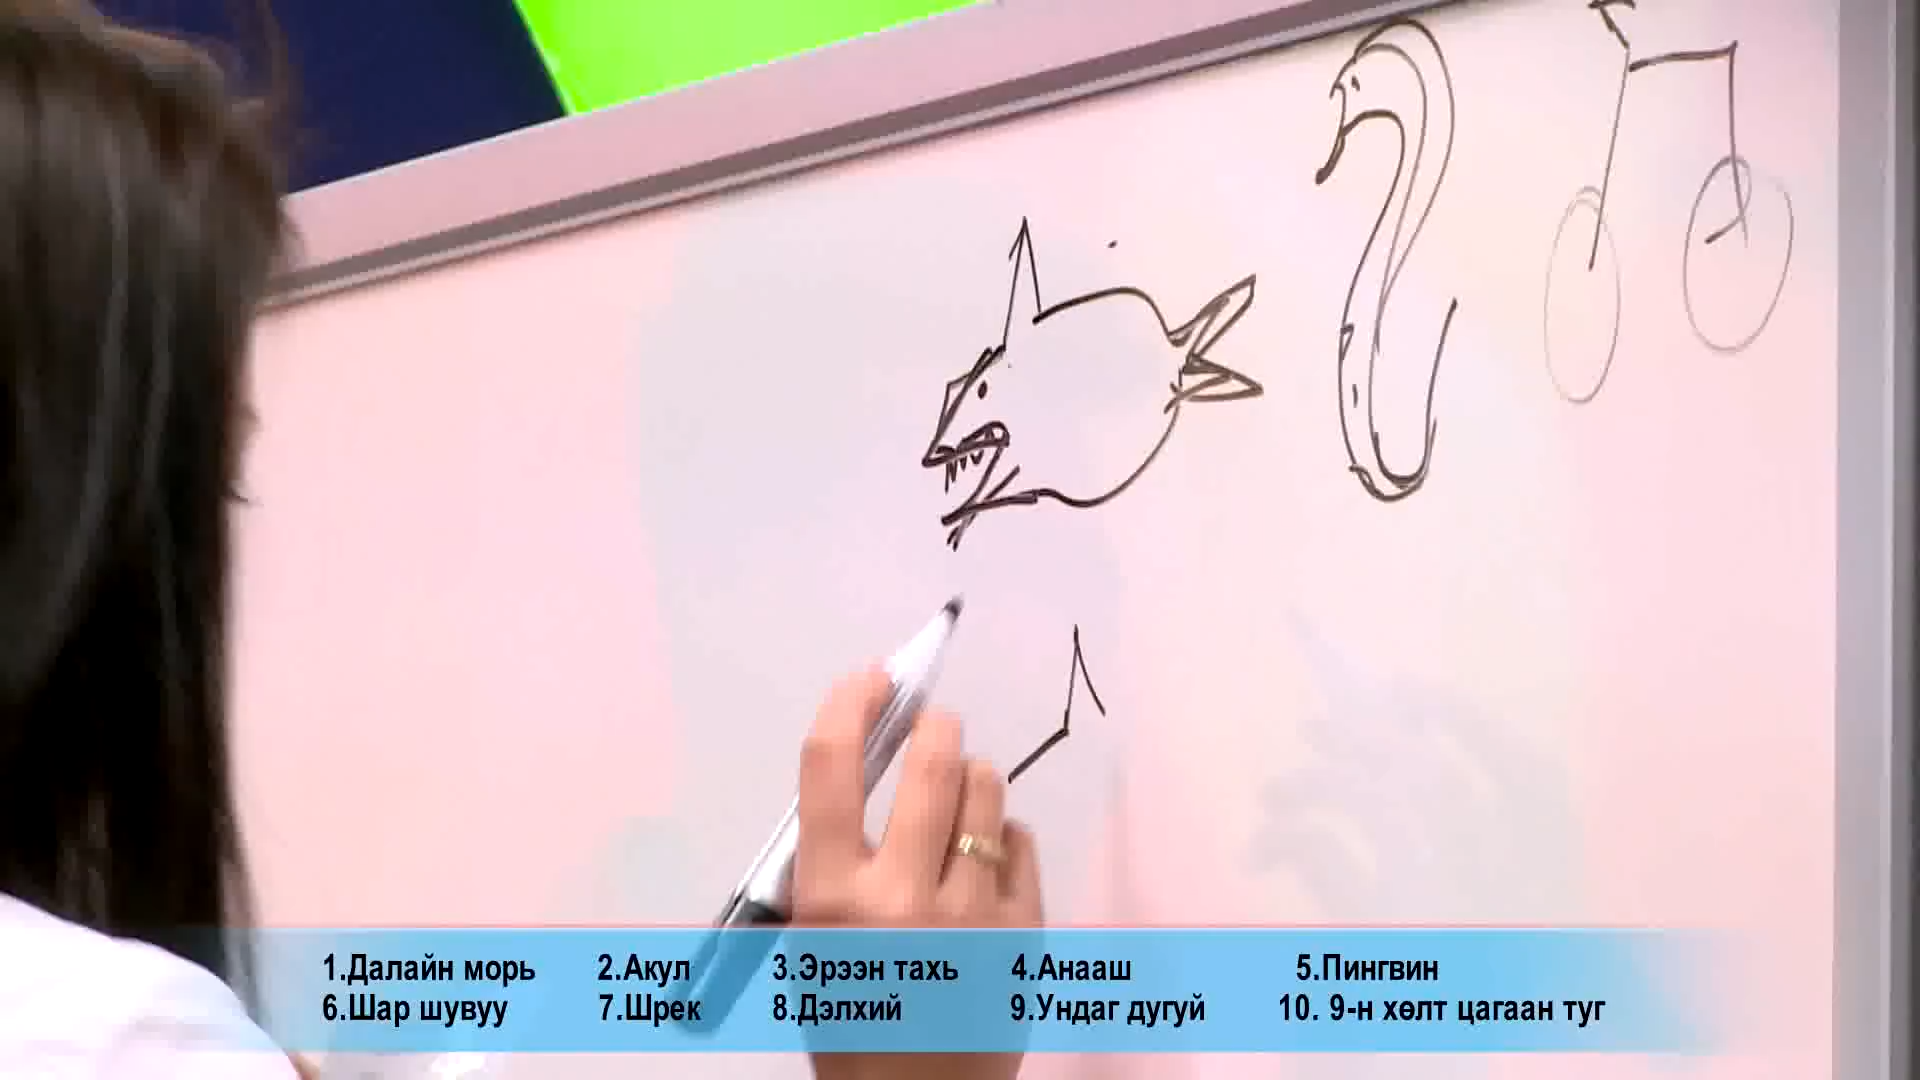 1.Далайн морь 2.Акул 3.Эрээн тахь 4.Анааш 5.Пингвин
6.Шар шувуу 7.Шрек 8.Дэлхий 9.Ундаг дугуй 10. 9-н хөлт цагаан туг